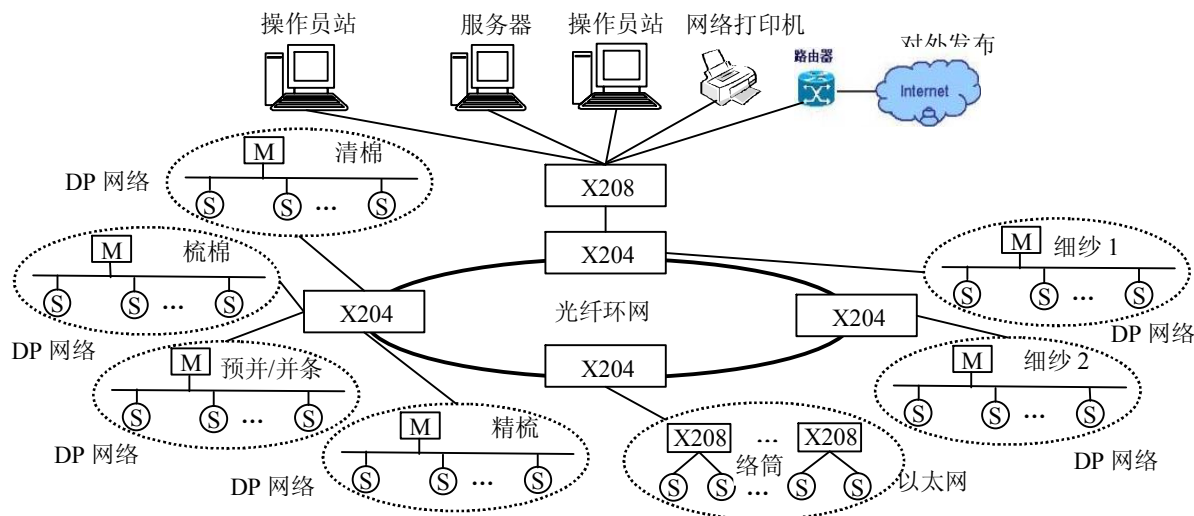 操作员站
服务器
操作员站
网络打印机
路由器
对外发布
Internet
M
清棉
DP 网络
S
S
...
S
X208
M
梳棉
S
S
...
S
DP 网络
X204
M
细纱 1
S
S
...
S
DP 网络
X204
光纤环网
X204
X204
M
预并/并条
S
S
...
S
DP 网络
M
细纱 2
S
S
...
S
DP 网络
M
精梳
S
S
...
S
DP 网络
X208
...
X208
络筒
S
S
...
S
S
以太网